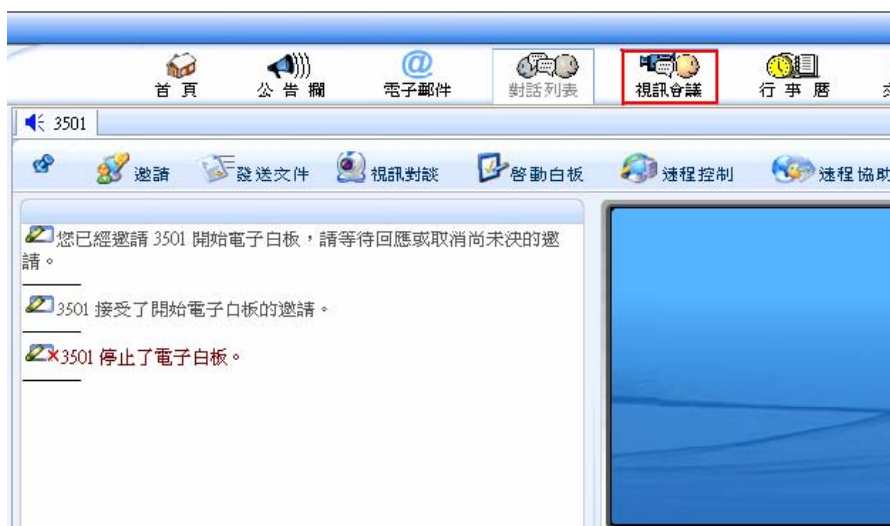 首頁 公告欄 電子郵件 對話列表 視訊會議 行事曆
3501
邀請 發送文件 視訊對談 啓動白板 速程控制 速程協助
您已經邀請 3501 開始電子白板，請等待回應或取消尚未決的邀
請。
3501 接受了開始電子白板的邀請。
3501 停止了電子白板。